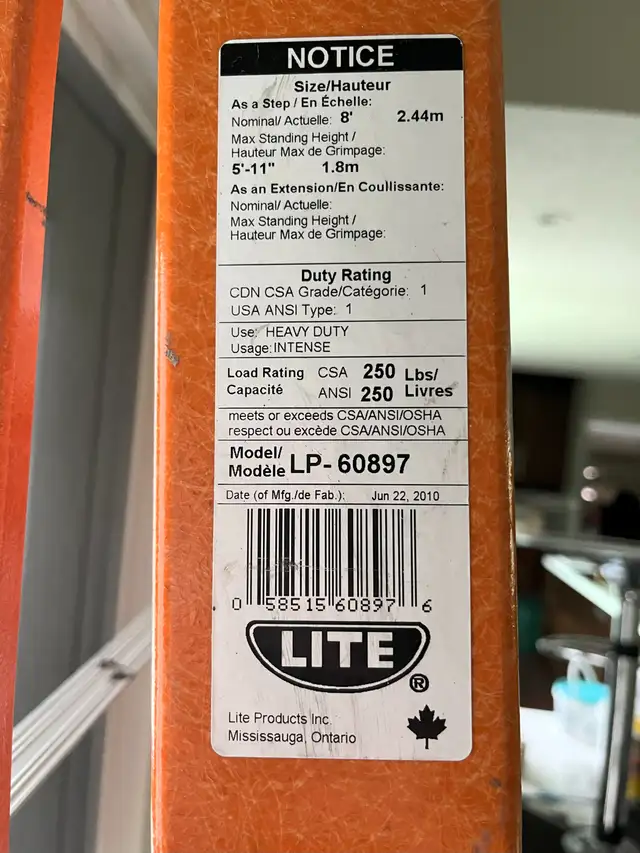 NOTICE
Size/Hauteur
As a Step / En Échelle:
Nominal/ Actuelle: 8' 2.44m
Max Standing Height /
Hauteur Max de Grimpage:
5'-11" 1.8m
As an Extension/En Coullissante:
Nominal/ Actuelle:
Max Standing Height /
Hauteur Max de Grimpage:
Duty Rating
CDN CSA Grade/Catégorie: 1
USA ANSI Type: 1
Use: HEAVY DUTY
Usage: INTENSE
Load Rating CSA 250 Lbs/
Capacité ANSI 250 Livres
meets or exceeds CSA/ANSI/OSHA
respect ou excède CSA/ANSI/OSHA
Model/
Modèle LP- 60897
Date (of Mfg./de Fab.): Jun 22, 2010
0 58515 60897 6
LITE
®
Lite Products Inc.
Mississauga, Ontario